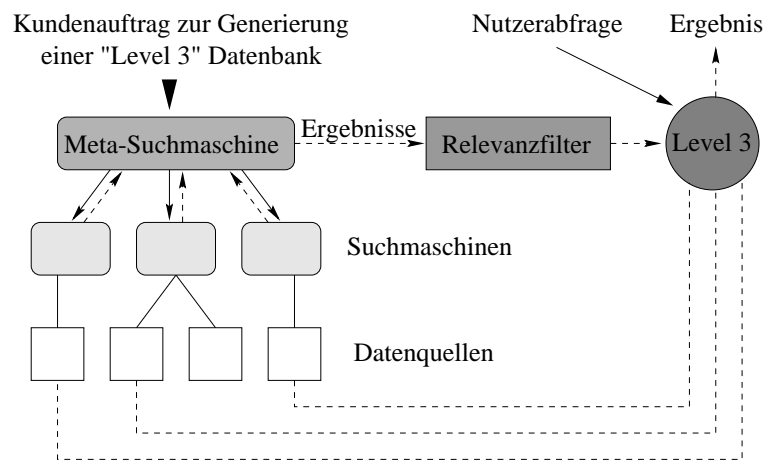 Kundenauftrag zur Generierung
einer "Level 3" Datenbank
Nutzerabfrage
Ergebnis
Meta-Suchmaschine
Ergebnisse
Relevanzfilter
Level 3
Suchmaschinen
Datenquellen